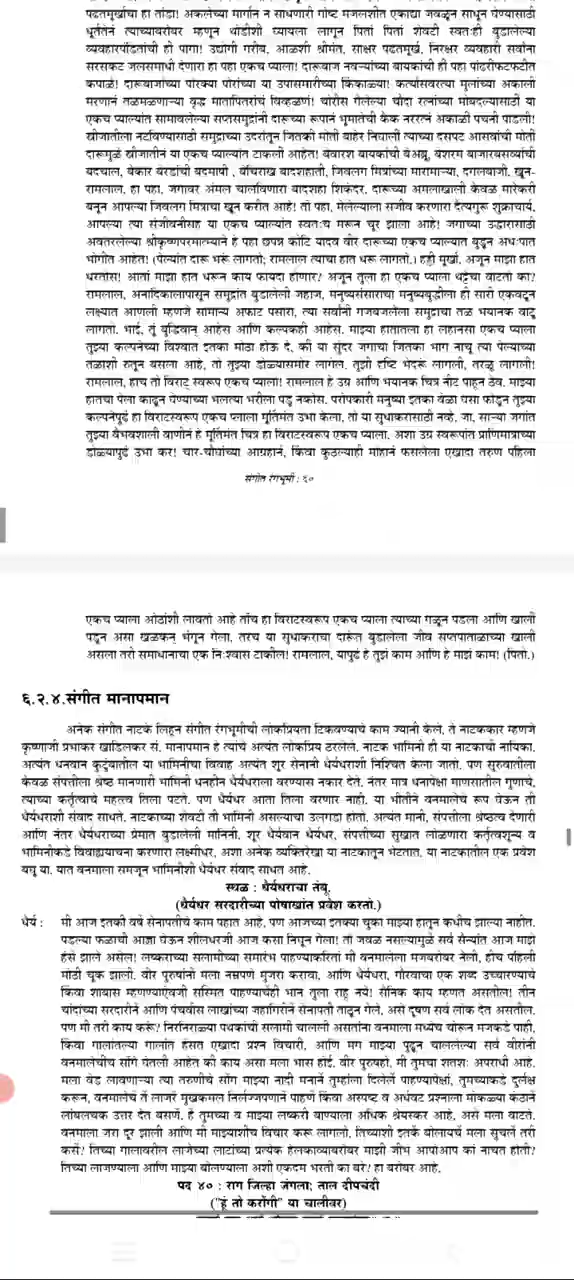 पढतमूर्खांचा हा तांडा! अकलेच्या मार्गानं न साधणारी गोष्ट मजलशीत एकाद्या जवळून साधून घेण्यासाठी
धूर्ततेनं त्याच्याबरोबर म्हणून थोडीशी घ्यायला लागून पितां पितां शेवटी स्वतःही बुडालेल्या
व्यवहारपंडितांची ही पागा! उद्योगी गरीब, आळशी श्रीमंत, साक्षर पढतमूर्ख, निरक्षर व्यवहारी सर्वांना
सरसकट जलसमाधी देणारा हा पहा एकच प्याला! दारूबाज नवऱ्यांच्या बायकांची ही पहा पांढरीफटफटीत
कपाळं! दारूबाजांच्या पोरक्या पोरांच्या या उपासमारीच्या किंकाळ्या! कर्त्यासवरत्या मुलांच्या अकाली
मरणानं तळमळणाऱ्या वृद्ध मातापितरांचं विव्हळणं! चोरीस गेलेल्या चौदा रत्नांच्या मोबदल्यासाठी या
एका प्याल्यांत सामावलेल्या सप्तसमुद्रांनी दारूच्या रूपानं भूमातेची कैक नररत्नं अकाळी पचनी पाडली!
स्त्रीजातीला नटविण्यासाठी समुद्राच्या उदरांतून जितकी मोती बाहेर निघालीं त्याच्या दसपट आसवांची मोती
दारूमुळे स्त्रीजातीनं या एकच प्याल्यांत टाकली आहेत! बेवारश बायकांची बेअब्रू, बेशरम बाजारबसव्यांची
बदचाल, बेकार बेरडांची बदमाषी, बेचिराख बादशहाती, जिवलग मित्रांच्या मारामाऱ्या, दगलबाजी, खून-
रामलाल, हा पहा, जगावर अंमल चालविणारा बादशहा शिकंदर, दारूच्या अमलाखाली केवळ मारेकरी
बनून आपल्या जिवलग मित्राचा खून करीत आहे! तो पहा, मेलेल्याला सजीव करणारा दैत्यगुरू शुक्राचार्य,
आपल्या त्या संजीवनीसह या एकच प्याल्यांत स्वतःच मरून चूर झाला आहे! जगाच्या उद्धारासाठी
अवतरलेल्या श्रीकृष्णपरमात्म्याने हे पहा छपन्न कोटि यादव वीर दारूच्या एकच प्याल्यात बुडून अधःपात
भोगीत आहेत! (पेल्यांत दारू भरूं लागतो; रामलाल त्याचा हात धरूं लागतो.) हट्टी मूर्खा, अजून माझा हात
धरतोस! आतां माझा हात धरून काय फायदा होणार? अजून तुला हा एकच प्याला थट्टेचा वाटतो का?
रामलाल, अनादिकालापासून समुद्रांत बुडालेलीं जहाजं, मनुष्यसंसाराच्या मनुष्यबुद्धीला ही सारी एकवटून
लक्ष्यात आणली म्हणजे सामान्य अफाट पसारा, त्या सर्वांनी गजबजलेला समुद्राचा तळ भयानक वाटू
लागतो. भाई, तूं बुद्धिवान् आहेस आणि कल्पकही आहेस. माझ्या हातातला हा लहानसा एकच प्याला
तुझ्या कल्पनेच्या विश्वात इतका मोठा होऊं दे, की या सुंदर जगाचा जितका भाग नाचू त्या पेल्याच्या
तळाशी रुतून बसला आहे, तो तुझ्या डोळ्यासमोर लागेल. तुझी दृष्टि भेदरूं लागली, तरळूं लागली!
रामलाल, हाच तो विराट् स्वरूप एकच प्याला! रामलाल हे उग्र आणि भयानक चित्र नीट पाहून ठेव. माझ्या
हातचा पेला काढून घेण्याच्या भलत्या भरीला पडू नकोस. परोपकारी मनुष्या इतका वेळा घसा फोडून तुझ्या
कल्पनेपुढं हा विराटस्वरूप एकच प्याला मूर्तिमंत उभा केला, तो या सुधाकरासाठी नव्हे. जा, साऱ्या जगांत
तुझ्या वैभवशाली वाणीनं हे मूर्तिमंत चित्र हा विराटस्वरूप एकच प्याला. अशा उग्र स्वरूपांत प्राणिमात्राच्या
डोळ्यापुढं उभा कर! चार-चौघांच्या आग्रहानं, किंवा कुठल्याही मोहानं फसलेला एखादा तरुण पहिला
संगीत रंगभूमी : ६०
एकच प्याला ओठांशी लावतो आहे तोंच हा विराटस्वरूप एकच प्याला त्याच्या गळून पडला आणि खालीं
पडून असा खळकन् भंगून गेला, तरच या सुधाकराचा दारूंत बुडालेला जीव सप्तपाताळाच्या खाली
असला तरी समाधानाचा एक निःश्वास टाकील! रामलाल, यापुढं हे तुझं काम आणि हे माझं काम! (पितो.)
६.२.४.संगीत मानापमान
अनेक संगीत नाटके लिहून संगीत रंगभूमीची लोकप्रियता टिकवण्याचे काम ज्यांनी केले, ते नाटककार म्हणजे
कृष्णाजी प्रभाकर खाडिलकर सं. मानापमान हे त्यांचे अत्यंत लोकप्रिय ठरलेले. नाटक भामिनी ही या नाटकाची नायिका.
अत्यंत धनवान कुटुंबातील या भामिनीचा विवाह अत्यंत शूर सेनानी धैर्यधराशी निश्चित केला जातो. पण सुरुवातीला
केवळ संपत्तीला श्रेष्ठ मानणारी भामिनी धनहीन धैर्यधराला वरण्यास नकार देते. नंतर मात्र धनापेक्षा माणसातील गुणाचे,
त्याच्या कर्तृत्वाचे महत्त्व तिला पटते. पण धैर्यधर आता तिला वरणार नाही. या भीतीने वनमालेचे रूप घेऊन ती
धैर्यधराशी संवाद साधते. नाटकाच्या शेवटी ती भामिनी असल्याचा उलगडा होतो. अत्यंत मानी, संपत्तीला श्रेष्ठत्व देणारी
आणि नंतर धैर्यधराच्या प्रेमात बुडालेली मानिनी, शूर धैर्यवान धैर्यधर, संपत्तीच्या सुखात लोळणारा कर्तृत्वशून्य व
भामिनीकडे विवाहयाचना करणारा लक्ष्मीधर, अशा अनेक व्यक्तिरेखा या नाटकातून भेटतात. या नाटकातील एक प्रवेश
बघू या. यात वनमाला समजून भामिनीशी धैर्यधर संवाद साधत आहे.
स्थळ : धैर्यधराचा तंबू.
(धैर्यधर सरदारीच्या पोषाखांत प्रवेश करतो.)
धैर्य : मी आज इतकी वर्षे सेनापतीचे काम पहात आहे, पण आजच्या इतक्या चुका माझ्या हातून कधीच झाल्या नाहीत.
पडल्या फळाची आज्ञा घेऊन शीलधरजी आज कसा निघून गेला! तो जवळ नसल्यामुळे सर्व सैन्यांत आज माझे
हंसे झाले असेल! लष्कराच्या सलामीच्या समारंभ पाहण्याकरितां मी वनमालेला मजबरोबर नेली, हीच पहिली
मोठी चूक झाली. वीर पुरुषांनी मला नम्रपणे मुजरा करावा, आणि धैर्यधरा, गौरवाचा एक शब्द उच्चारण्याचे
किंवा शाबास म्हणण्याऐवजी सस्मित पाहण्याचेंही भान तुला राहू नये! सैनिक काय म्हणत असतील! तीन
चांदांच्या सरदारीने आणि पंचवीस लाखांच्या जहागिरीने सेनापती ताठून गेले, असे दूषण सर्व लोक देत असतील.
पण मी तरी काय करूं? निरनिराळ्या पथकांची सलामी चालली असतांना वनमाला मध्येच चोरून मजकडे पाही,
किंवा गालांतल्या गालांत हंसत एखादा प्रश्न विचारी, आणि मग माझ्या पुढून चाललेल्या सर्व वीरांनी
वनमालेचींच सोंगे घेतली आहेत कीं काय असा मला भास होई. वीर पुरुषहो, मी तुमचा शतशः अपराधी आहे.
मला वेड लावणाऱ्या त्या तरुणीचे सोंग माझ्या नादी मनानें तुम्हांला दिलेलें पाहण्यापेक्षां, तुमच्याकडे दुर्लक्ष
करून, वनमालेचें तें लाजरें मुखकमल निर्लज्जपणानें पाहणें किंवा अस्पष्ट व अर्धवट प्रश्नाला मोकळ्या कंठानें
लांबलचक उत्तर देत बसणें. हे तुमच्या व माझ्या लष्करी बाण्याला अधिक श्रेयस्कर आहे. असे मला वाटते.
वनमाला जरा दूर झाली आणि मी माझ्याशीच विचार करूं लागलो. तिच्याशीं इतकें बोलायचें मला सुचलें तरी
कसें? तिच्या गालावरील लाजेच्या लाटांच्या प्रत्येक हेलकाव्याबरोबर माझी जीभ आपोआप कां नाचत होती?
तिच्या लाजण्याला आणि माझ्या बोलण्याला अशी एकदम भरती का बरे? हा बरोबर आहे.
पद ४० : राग जिल्हा जंगला; ताल दीपचंदी
("हूं तो करोंगी" या चालीवर)